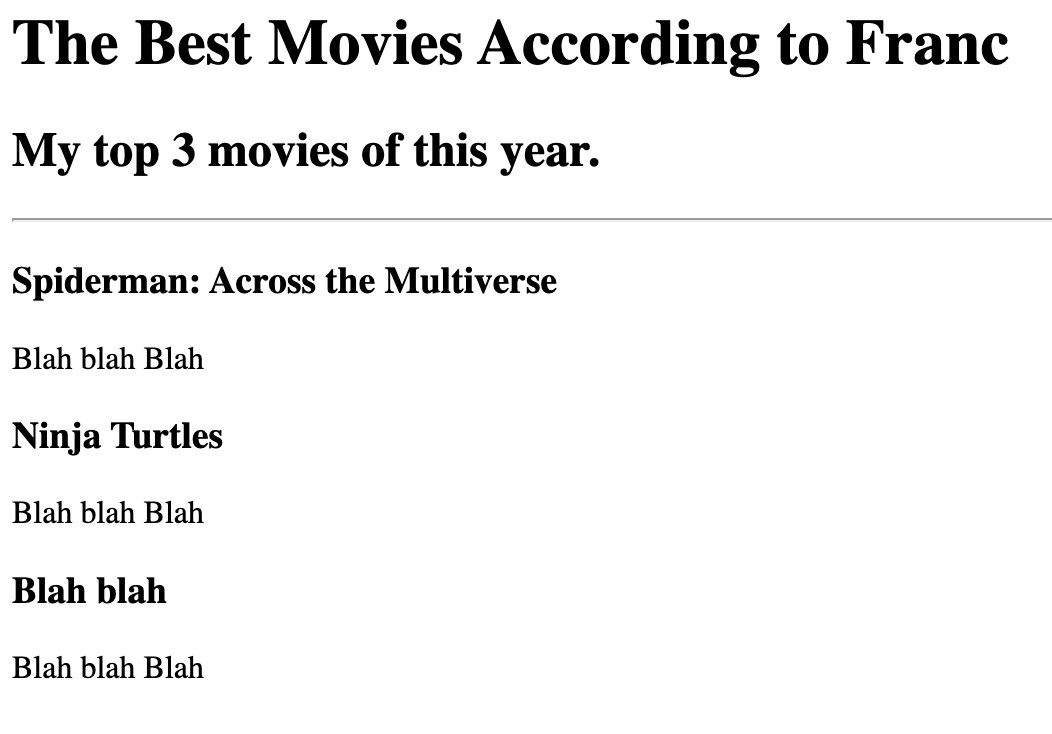 The Best Movies According to Franc
My top 3 movies of this year.
Spiderman: Across the Multiverse
Blah blah Blah
Ninja Turtles
Blah blah Blah
Blah blah
Blah blah Blah